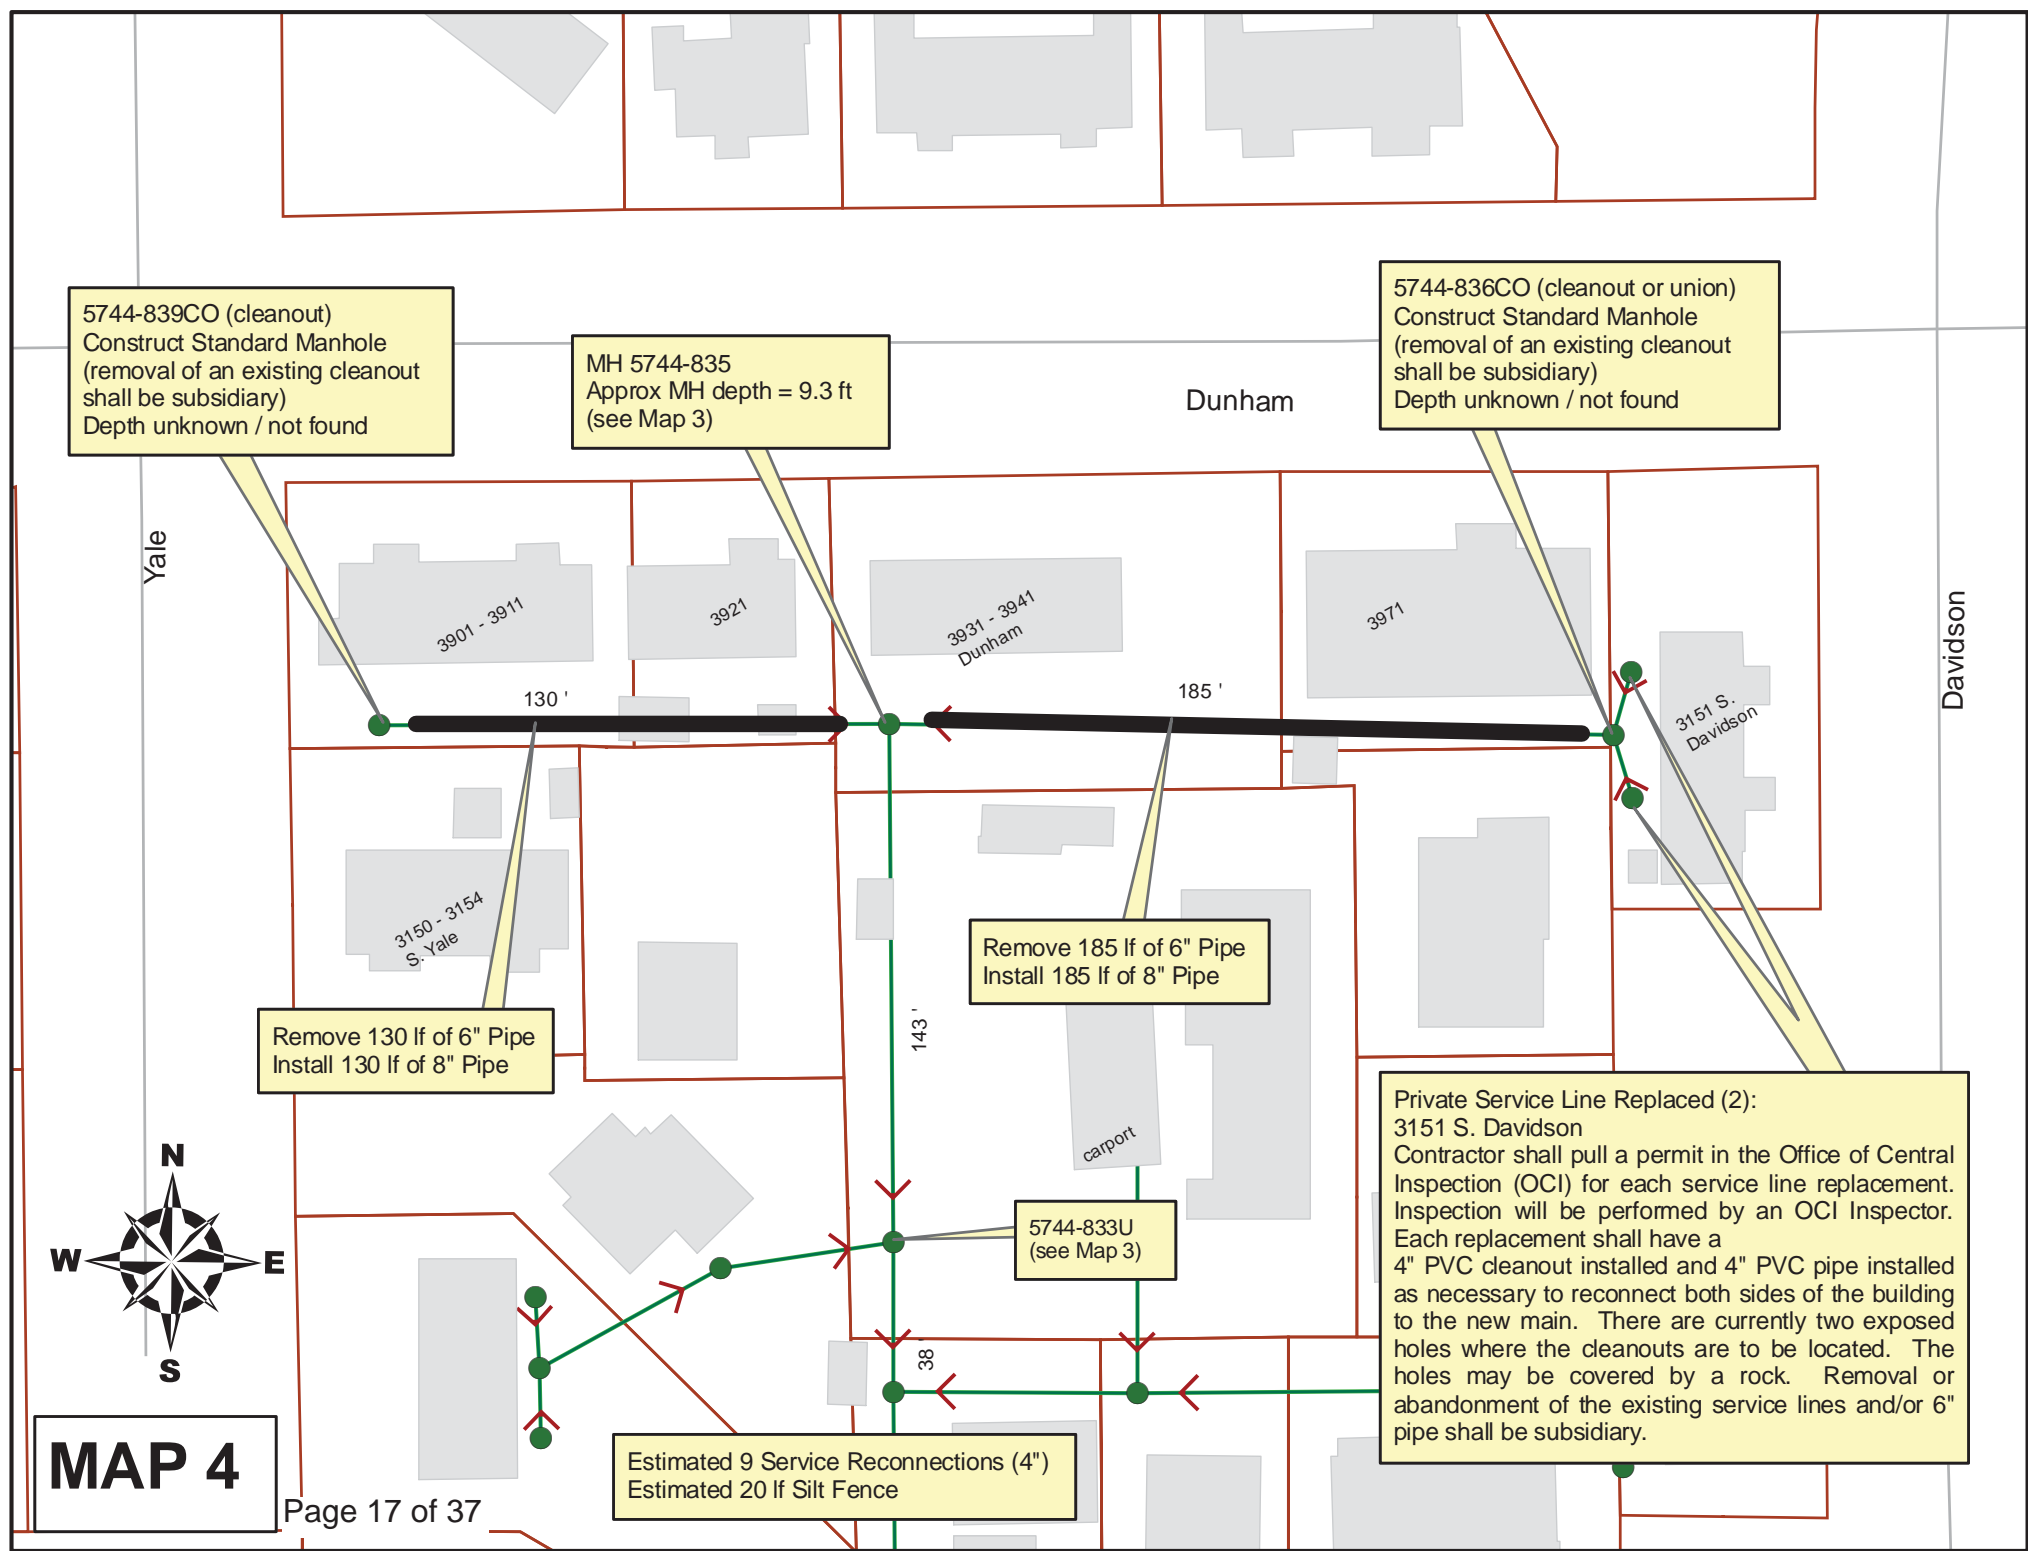 5744-839CO (cleanout)
Construct Standard Manhole
(removal of an existing cleanout
shall be subsidiary)
Depth unknown / not found
MH 5744-835
Approx MH depth = 9.3 ft
(see Map 3)
5744-836CO (cleanout or union)
Construct Standard Manhole
(removal of an existing cleanout
shall be subsidiary)
Depth unknown / not found
Dunham
Yale
Davidson
3901 - 3911
3921
3931 - 3941
Dunham
3971
3151 S.
Davidson
130 '
185 '
3150 - 3154
S. Yale
Remove 185 lf of 6" Pipe
Install 185 lf of 8" Pipe
Remove 130 lf of 6" Pipe
Install 130 lf of 8" Pipe
143 '
carport
Private Service Line Replaced (2):
3151 S. Davidson
Contractor shall pull a permit in the Office of Central
Inspection (OCI) for each service line replacement.
Inspection will be performed by an OCI Inspector.
Each replacement shall have a
4" PVC cleanout installed and 4" PVC pipe installed
as necessary to reconnect both sides of the building
to the new main. There are currently two exposed
holes where the cleanouts are to be located. The
holes may be covered by a rock. Removal or
abandonment of the existing service lines and/or 6"
pipe shall be subsidiary.
N
W
E
S
5744-833U
(see Map 3)
38 '
MAP 4
Page 17 of 37
Estimated 9 Service Reconnections (4")
Estimated 20 lf Silt Fence